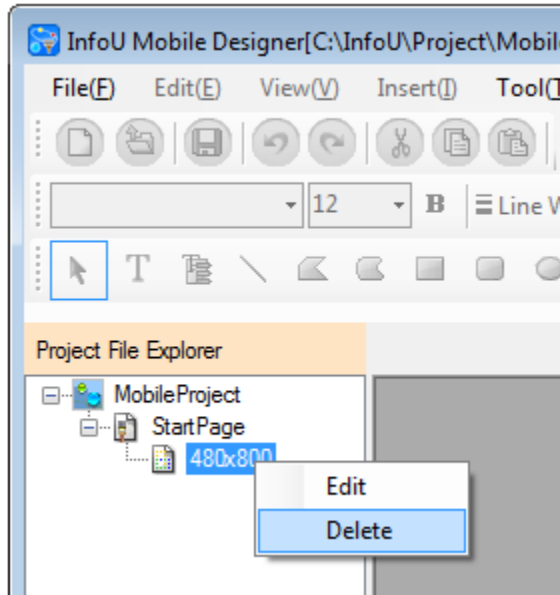 InfoU Mobile Designer[C:\InfoU\Project\Mobil
File(F) Edit(E) View(V) Insert(I) Tool(T
12 B Line W
T
Project File Explorer
MobileProject
StartPage
480x800
Edit
Delete